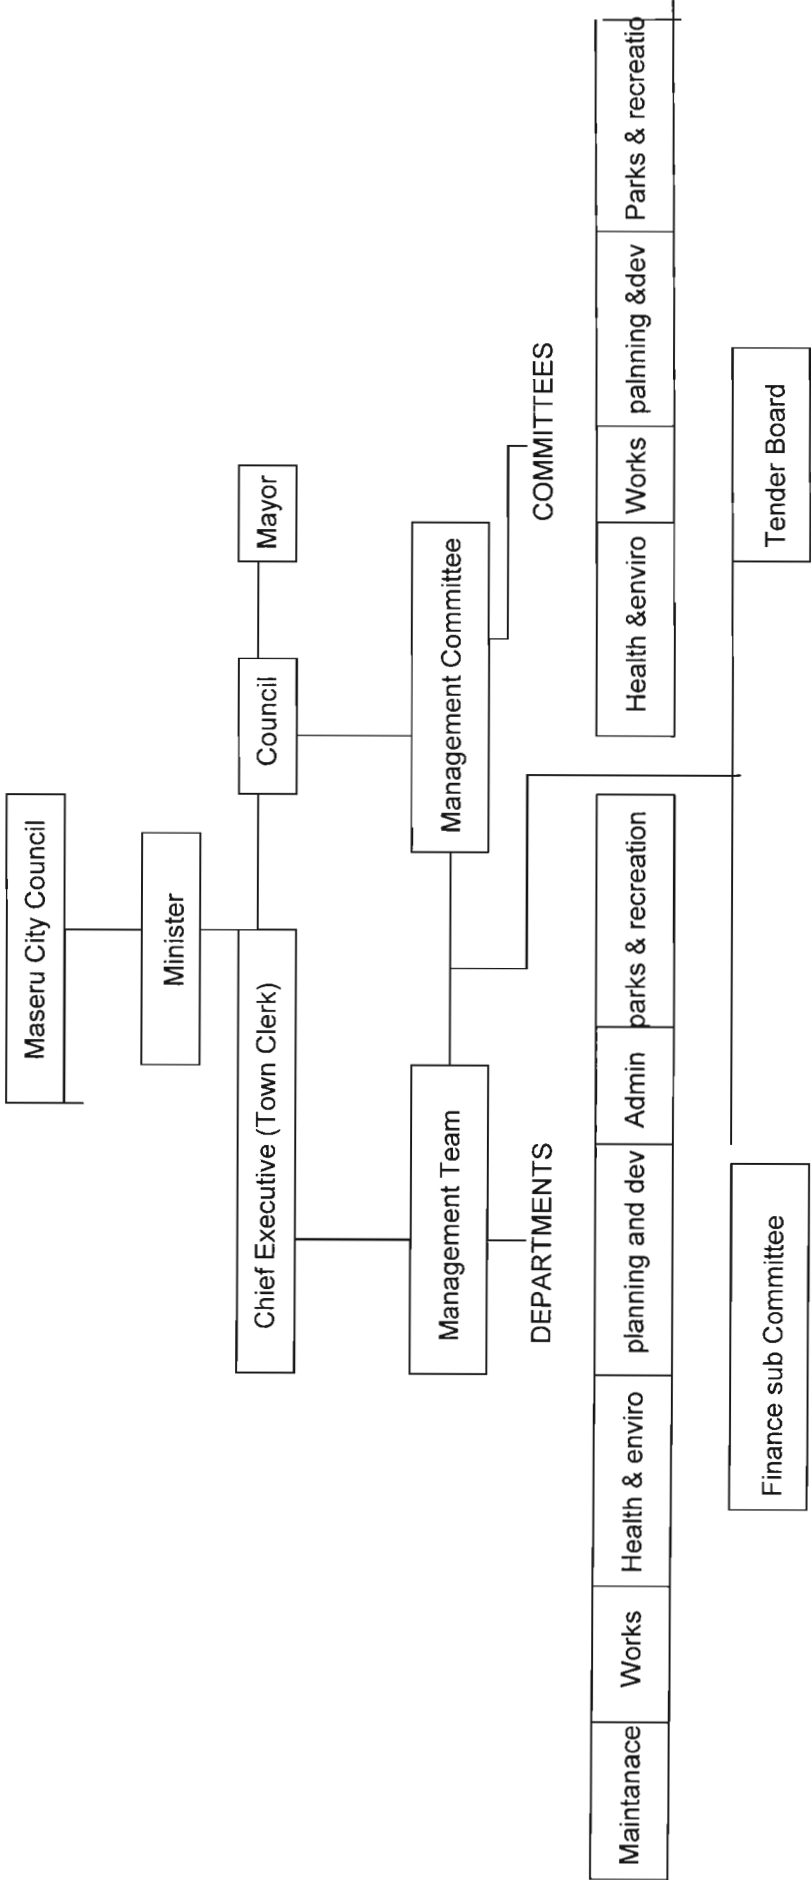 Maseru City Council
Minister
Chief Executive (Town Clerk)
Council
Mayor
Management Team
Management Committee
DEPARTMENTS
COMMITTEES
Maintanace
Works
Health & enviro
planning and dev
Admin
parks & recreation
Health &enviro
Works
palnning &dev
Parks & recreatio
Finance sub Committee
Tender Board